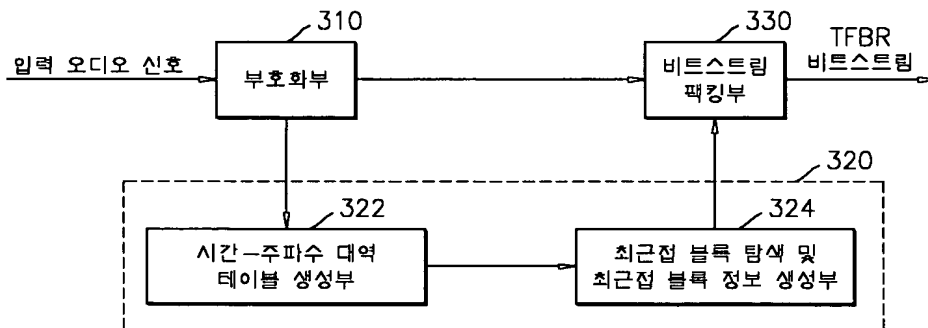 310
330
입력 오디오 신호
부호화부
비트스트림
팩킹부
TFBR
비트스트림
320
322
324
시간-주파수 대역
테이블 생성부
최근접 블록 탐색 및
최근접 블록 정보 생성부